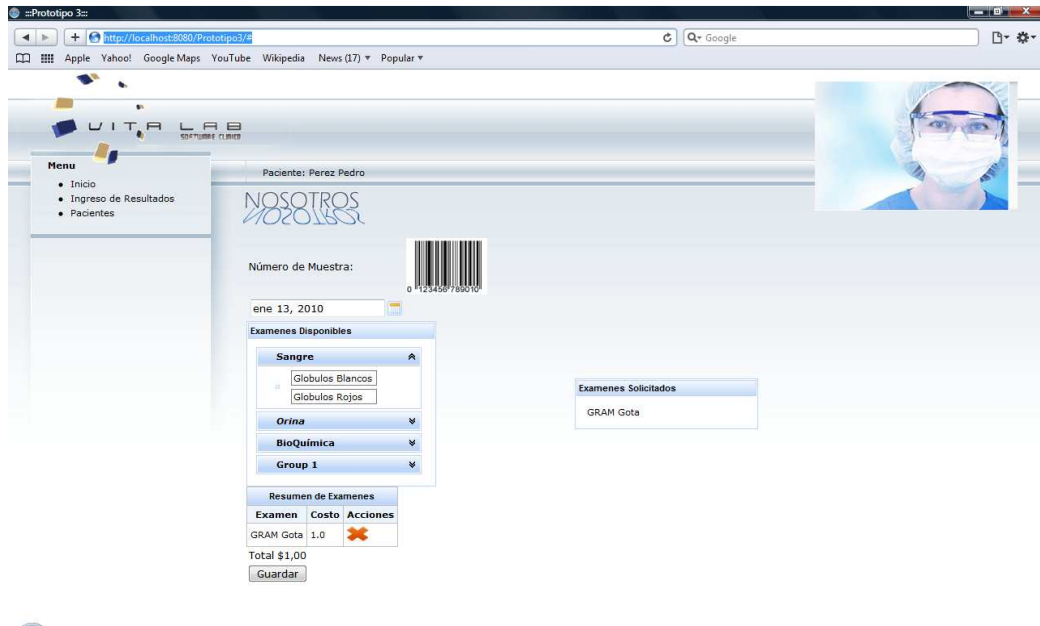 :::Prototipo 3:::
http://localhost:8080/Prototipo3/#
Google
Apple Yahoo! Google Maps YouTube Wikipedia News (17) Popular
VITA LAB
SOFTWARE CLINICO
Menu
Inicio
Ingreso de Resultados
Pacientes
Paciente: Perez Pedro
NOSOTROS
Número de Muestra:
0 123456 789010
ene 13, 2010
Examenes Disponibles
Sangre
Globulos Blancos
Globulos Rojos
Orina
BioQuímica
Group 1
Examenes Solicitados
GRAM Gota
Resumen de Examenes
Examen Costo Acciones
GRAM Gota 1.0
Total $1,00
Guardar